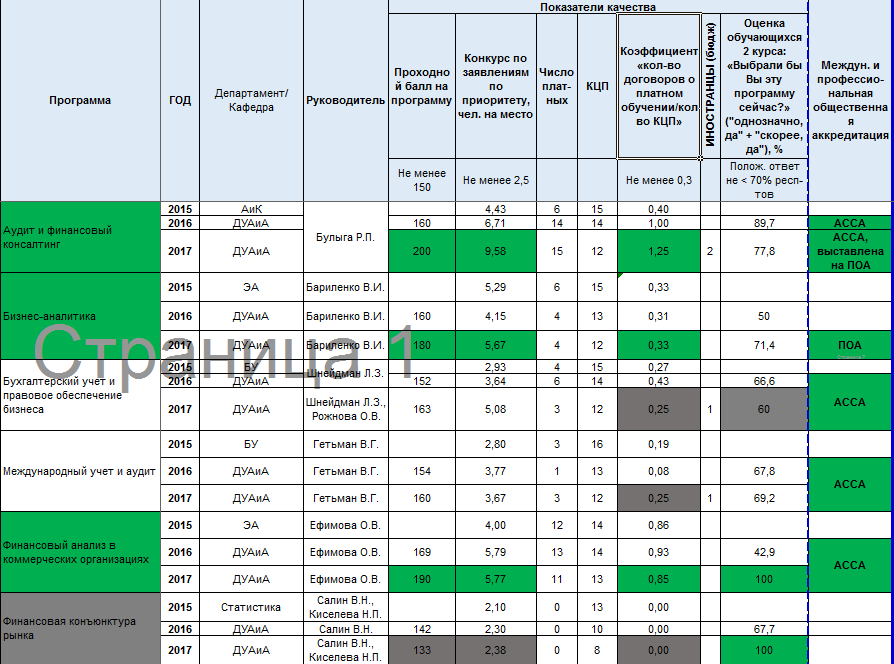 Показатели качества
Программа
ГОД
Департамент/
Кафедра
Руководитель
Проходно
й балл на
программу
Конкурс по
заявлениям
по
приоритету,
чел. на место
Число
плат-
ных
КЦП
Коэффициент
«кол-во
договоров о
платном
обучении/кол
во КЦП»
ИНОСТРАНЦЫ (бюдж)
Оценка
обучающихся
2 курса:
«Выбрали бы
Вы эту
программу
сейчас?»
("однозначно,
да" + "скорее,
да"), %
Междун. и
профессио-
нальная
общественна
я
аккредитация
Не менее
150
Не менее 2,5
Не менее 0,3
Полож. ответ
не < 70% респ-
тов
Аудит и финансовый
консалтинг
Булыга Р.П.
2015 АиК 4,43 6 15 0,40
2016 ДУАиА 160 6,71 14 14 1,00 89,7 АССА
2017 ДУАиА 200 9,58 15 12 1,25 2 77,8
АССА,
выставлена
на ПОА
Бизнес-аналитика
2015 ЭА Бариленко В.И. 5,29 6 15 0,33
2016 ДУАиА Бариленко В.И. 160 4,15 4 13 0,31 50
2017 ДУАиА Бариленко В.И. 180 5,67 4 12 0,33 71,4 ПОА
Страница 1
Бухгалтерский учет и
правовое обеспечение
бизнеса
2015 БУ Шнейдман Л.З. 2,93 4 15 0,27
2016 ДУАиА 152 3,64 6 14 0,43 66,6
2017 ДУАиА
Шнейдман Л.З.,
Рожнова О.В.
163 5,08 3 12 0,25 1 60
АССА
Международный учет и аудит
2015 БУ Гетьман В.Г. 2,80 3 16 0,19
2016 ДУАиА Гетьман В.Г. 154 3,77 1 13 0,08 67,8
2017 ДУАиА Гетьман В.Г. 160 3,67 3 12 0,25 1 69,2
АССА
Финансовый анализ в
коммерческих организациях
2015 ЭА Ефимова О.В. 4,00 12 14 0,86
2016 ДУАиА Ефимова О.В. 169 5,79 13 14 0,93 42,9
2017 ДУАиА Ефимова О.В. 190 5,77 11 13 0,85 100
АССА
Финансовая конъюнктура
рынка
2015 Статистика
Салин В.Н.,
Киселева Н.П.
2,10 0 13 0,00
2016 ДУАиА Салин В.Н. 142 2,30 0 10 0,00 67,7
2017 ДУАиА
Салин В.Н.,
Киселева Н.П.
133 2,38 0 8 0,00 100